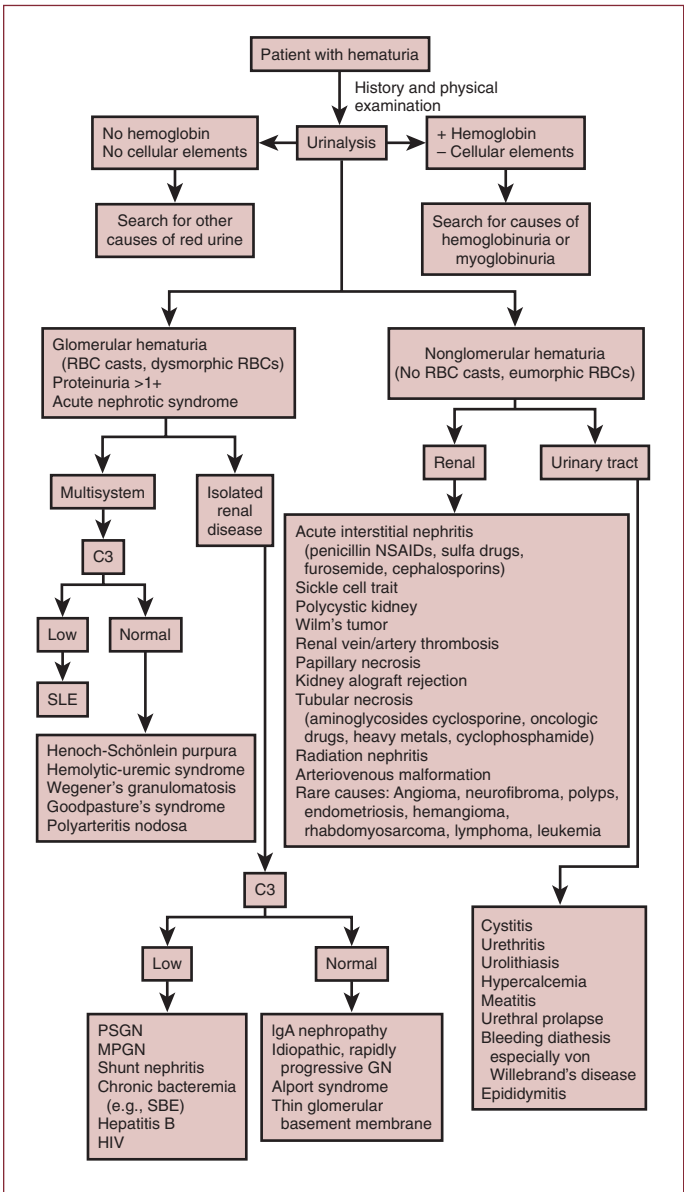 Patient with hematuria
History and physical
examination
Urinalysis
No hemoglobin
No cellular elements
+ Hemoglobin
– Cellular elements
Search for other
causes of red urine
Search for causes of
hemoglobinuria or
myoglobinuria
Glomerular hematuria
(RBC casts, dysmorphic RBCs)
Proteinuria >1+
Acute nephrotic syndrome
Nonglomerular hematuria
(No RBC casts, eumorphic RBCs)
Multisystem
Isolated
renal
disease
Renal
Urinary tract
C3
Low
Normal
SLE
Henoch-Schönlein purpura
Hemolytic-uremic syndrome
Wegener's granulomatosis
Goodpasture's syndrome
Polyarteritis nodosa
Acute interstitial nephritis
(penicillin NSAIDs, sulfa drugs,
furosemide, cephalosporins)
Sickle cell trait
Polycystic kidney
Wilm's tumor
Renal vein/artery thrombosis
Papillary necrosis
Kidney alograft rejection
Tubular necrosis
(aminoglycosides cyclosporine, oncologic
drugs, heavy metals, cyclophosphamide)
Radiation nephritis
Arteriovenous malformation
Rare causes: Angioma, neurofibroma, polyps,
endometriosis, hemangioma,
rhabdomyosarcoma, lymphoma, leukemia
C3
Low
Normal
PSGN
MPGN
Shunt nephritis
Chronic bacteremia
(e.g., SBE)
Hepatitis B
HIV
IgA nephropathy
Idiopathic, rapidly
progressive GN
Alport syndrome
Thin glomerular
basement membrane
Cystitis
Urethritis
Urolithiasis
Hypercalcemia
Meatitis
Urethral prolapse
Bleeding diathesis
especially von
Willebrand's disease
Epididymitis